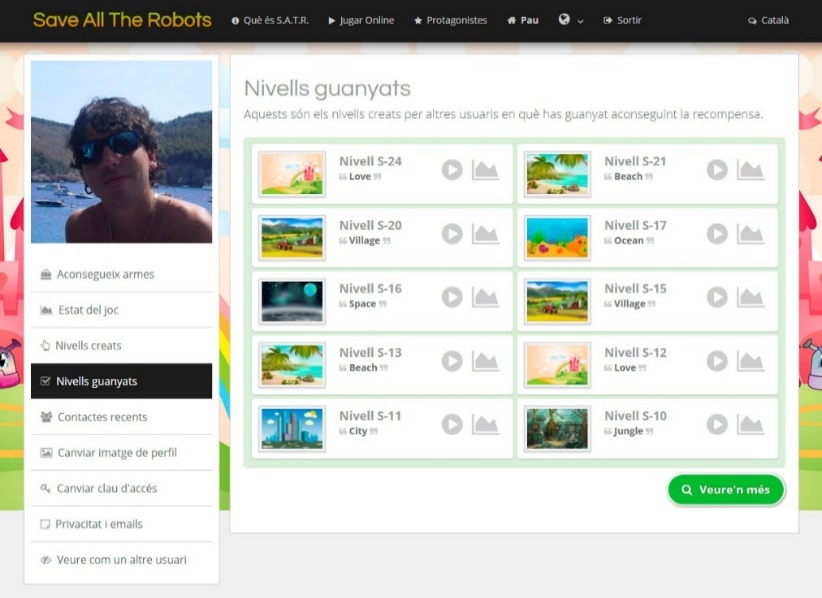 Save All The Robots
Què és S.A.T.R.
Jugar Online
Protagonistes
Pau
Sortir
Català
Aconsegueix armes
Estat del joc
Nivells creats
Nivells guanyats
Contactes recents
Canviar imatge de perfil
Canviar clau d'accés
Privacitat i emails
Veure com un altre usuari
Nivells guanyats
Aquests són els nivells creats per altres usuaris en què has guanyat aconseguint la recompensa.
Nivell S-24
“ Love ”
Nivell S-21
“ Beach ”
Nivell S-20
“ Village ”
Nivell S-17
“ Ocean ”
Nivell S-16
“ Space ”
Nivell S-15
“ Village ”
Nivell S-13
“ Beach ”
Nivell S-12
“ Love ”
Nivell S-11
“ City ”
Nivell S-10
“ Jungle ”
Veure'n més